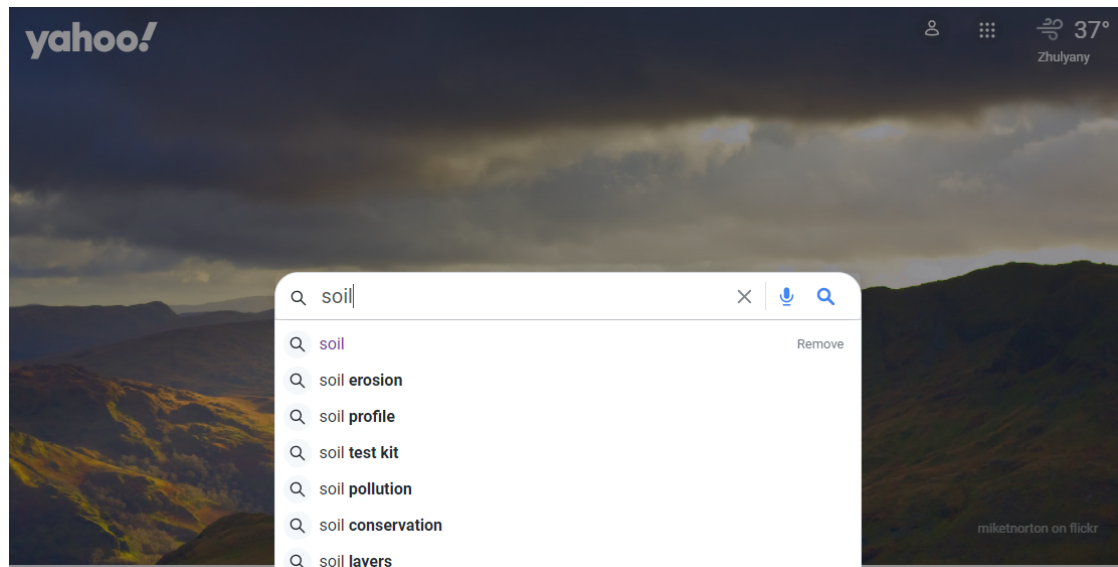 yahoo!
37°
Zhulyany
soil
soil
Remove
soil erosion
soil profile
soil test kit
soil pollution
soil conservation
soil layers
miketnorton on flickr